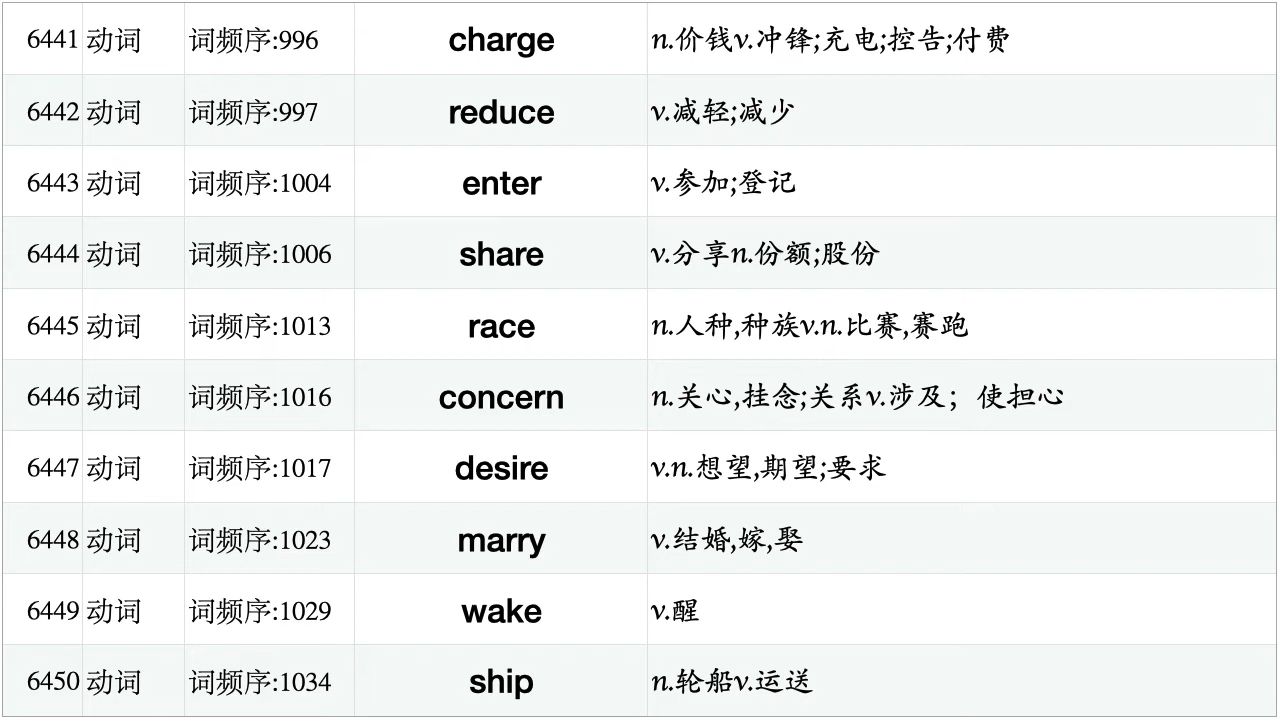 6441 动词 词频序:996 charge n.价钱v.冲锋;充电;控告;付费
6442 动词 词频序:997 reduce v.减轻;减少
6443 动词 词频序:1004 enter v.参加;登记
6444 动词 词频序:1006 share v.分享n.份额;股份
6445 动词 词频序:1013 race n.人种,种族v.n.比赛,赛跑
6446 动词 词频序:1016 concern n.关心,挂念;关系v.涉及；使担心
6447 动词 词频序:1017 desire v.n.想望,期望;要求
6448 动词 词频序:1023 marry v.结婚,嫁,娶
6449 动词 词频序:1029 wake v.醒
6450 动词 词频序:1034 ship n.轮船v.运送